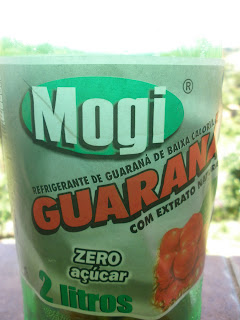 Mogi ®
REFRIGERANTE DE GUARANÁ DE BAIXA CALORIA
GUARANÁ
COM EXTRATO
ZERO
açúcar
2 litros